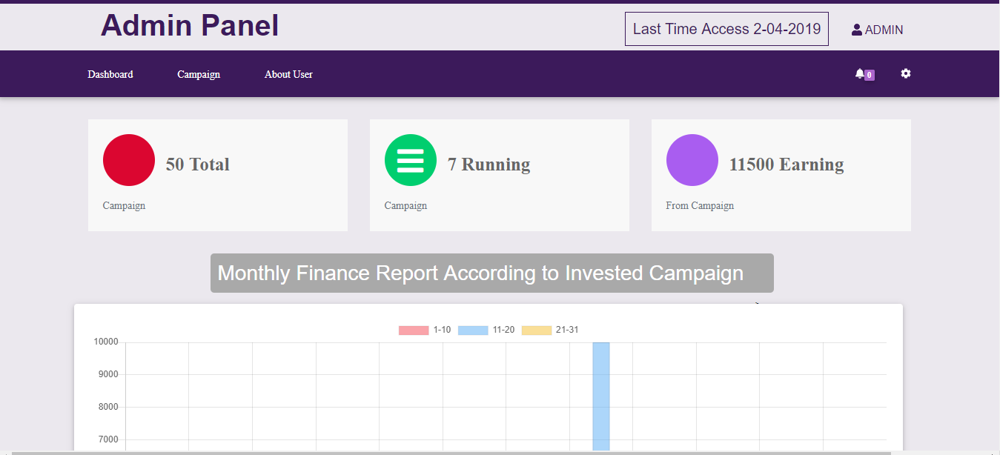 Admin Panel
Last Time Access 2-04-2019
ADMIN
Dashboard
Campaign
About User
0
50 Total
Campaign
7 Running
Campaign
11500 Earning
From Campaign
Monthly Finance Report According to Invested Campaign
1-10 11-20 21-31
10000
9000
8000
7000